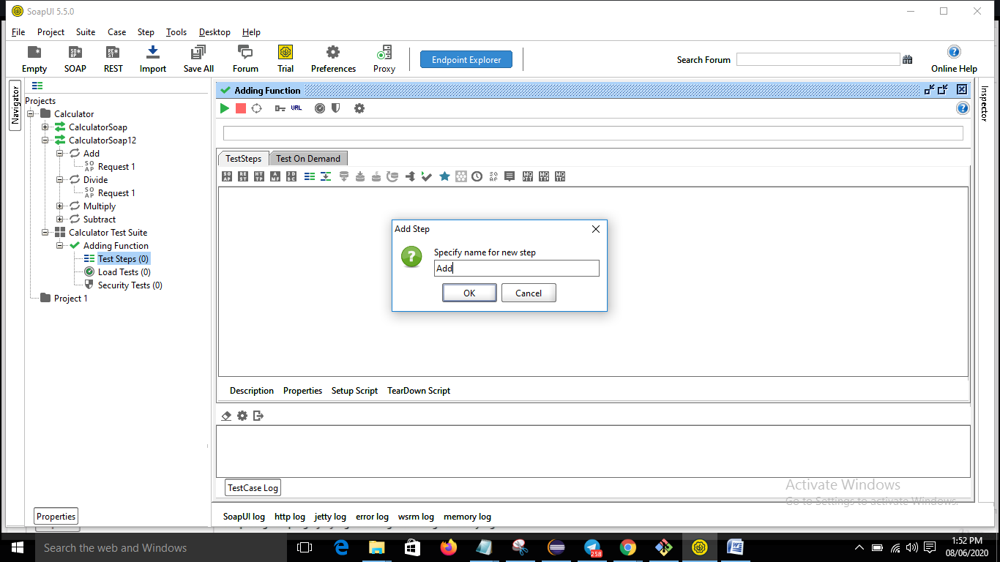 SoapUI 5.5.0
File Project Suite Case Step Tools Desktop Help
Empty SOAP REST Import Save All Forum Trial Preferences Proxy Endpoint Explorer Search Forum Online Help
Navigator
Projects
Calculator
CalculatorSoap
CalculatorSoap12
Add
Request 1
Divide
Request 1
Multiply
Subtract
Calculator Test Suite
Adding Function
Test Steps (0)
Load Tests (0)
Security Tests (0)
Project 1
Properties
Adding Function
URL
TestSteps Test On Demand
Add Step
Specify name for new step
Add
OK Cancel
Description Properties Setup Script TearDown Script
TestCase Log
SoapUI log http log jetty log error log wsrm log memory log
Inspector
Activate Windows
Go to Settings to activate Windows.
Search the web and Windows
258
1:52 PM
08/06/2020